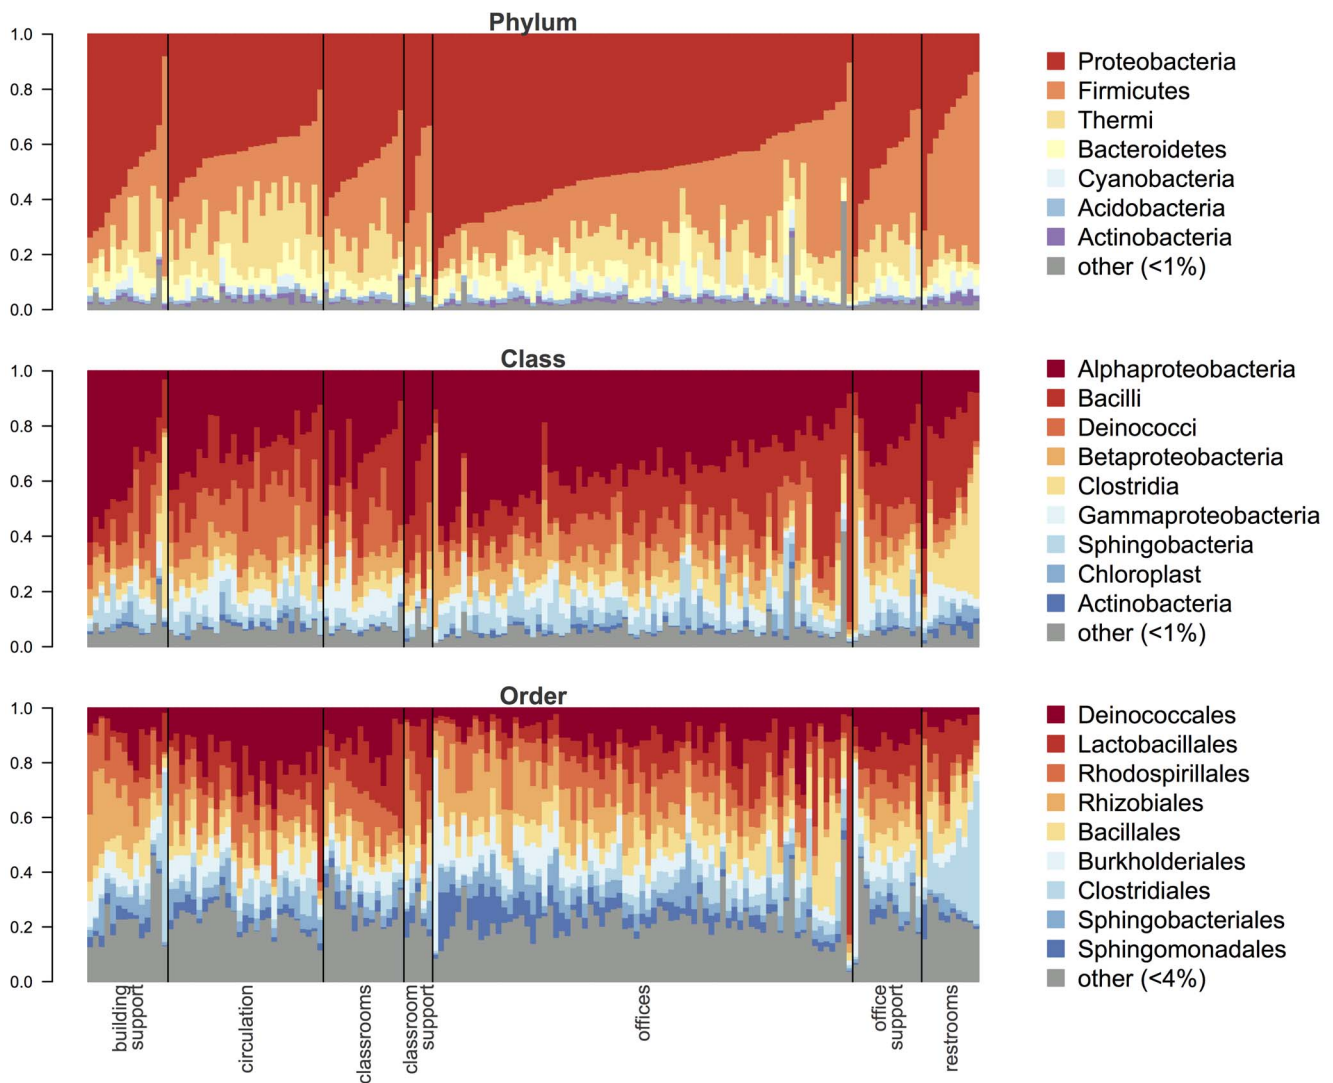 Phylum
1.0
0.8
0.6
0.4
0.2
0.0
Proteobacteria
Firmicutes
Thermi
Bacteroidetes
Cyanobacteria
Acidobacteria
Actinobacteria
other (<1%)
Class
1.0
0.8
0.6
0.4
0.2
0.0
Alphaproteobacteria
Bacilli
Deinococci
Betaproteobacteria
Clostridia
Gammaproteobacteria
Sphingobacteria
Chloroplast
Actinobacteria
other (<1%)
Order
1.0
0.8
0.6
0.4
0.2
0.0
Deinococcales
Lactobacillales
Rhodospirillales
Rhizobiales
Bacillales
Burkholderiales
Clostridiales
Sphingobacteriales
Sphingomonadales
other (<4%)
building
support
circulation
classrooms
classroom
support
offices
office
support
restrooms